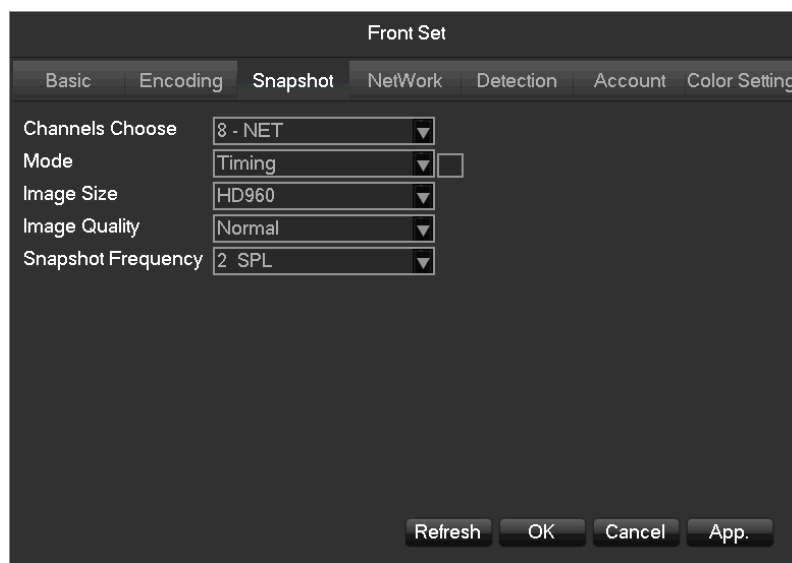 Front Set
Basic Encoding Snapshot NetWork Detection Account Color Setting
Channels Choose 8 - NET
Mode Timing
Image Size HD960
Image Quality Normal
Snapshot Frequency 2 SPL
Refresh OK Cancel App.